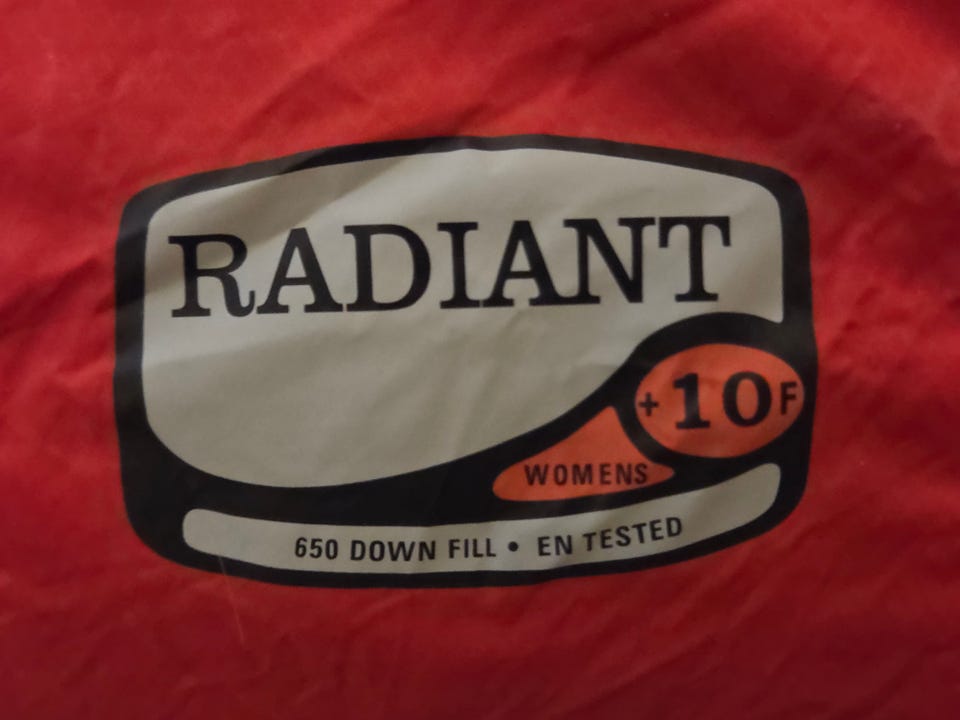 RADIANT
+10F
WOMENS
650 DOWN FILL • EN TESTED